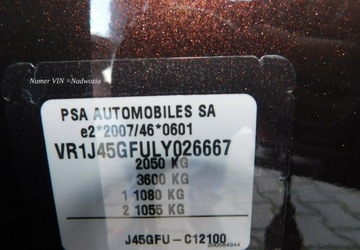 Numer VIN = Nadwozia
PSA AUTOMOBILES SA
e2*2007/46*0601
VR1J45GFULY026667
2050 KG
3600 KG
1 1080 KG
2 1055 KG
J45GFU - C12100